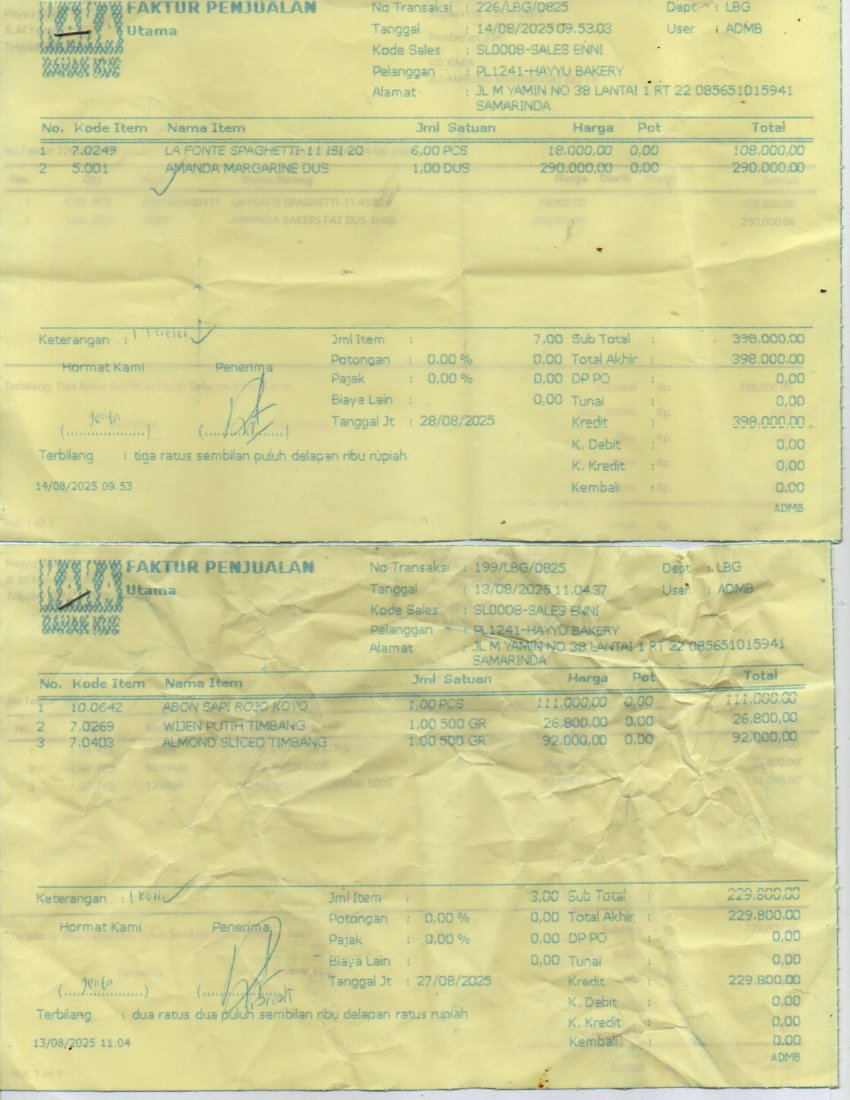 FAKTUR PENJUALAN
Utama
No Transaksi : 226/LBG/0825 Dept. : LBG
Tanggal : 14/08/2025 09.53.03 User : ADMB
Kode Sales : SL0008-SALES ENNI
Pelanggan : PL1241-HAYYU BAKERY
Alamat : JL M YAMIN NO 38 LANTAI 1 RT 22 085651015941
SAMARINDA
No. Kode Item Nama Item Jml Satuan Harga Pot Total
1 7.0249 LA FONTE SPAGHETTI-11 ISI 20 6,00 PCS 18.000,00 0,00 108.000,00
2 5.001 AMANDA MARGARINE DUS 1,00 DUS 290.000,00 0,00 290.000,00
Keterangan :
Hormat Kami Penerima
(................) (................)
Jml Item : 7,00 Sub Total : 398.000,00
Potongan : 0.00 % 0,00 Total Akhir : 398.000,00
Pajak : 0,00 % 0,00 DP PO : 0,00
Biaya Lain : 0,00 Tunai : 0,00
Tanggal Jt : 28/08/2025 Kredit : 398.000,00
K. Debit : 0,00
K. Kredit : 0,00
Kembali : 0,00
Terbilang : tiga ratus sembilan puluh delapan ribu rupiah
14/08/2025 09.53
ADMB
FAKTUR PENJUALAN
Utama
No Transaksi : 199/LBG/0825 Dept. : LBG
Tanggal : 13/08/2025 11.04.37 User : ADMB
Kode Sales : SL0008-SALES ENNI
Pelanggan : PL1241-HAYYU BAKERY
Alamat : JL M YAMIN NO 38 LANTAI 1 RT 22 085651015941
SAMARINDA
No. Kode Item Nama Item Jml Satuan Harga Pot Total
1 10.0642 ABON SAPI ROJO KOYO 1,00 PCS 111.000,00 0,00 111.000,00
2 7.0269 WIJEN PUTIH TIMBANG 1,00 500 GR 26.800,00 0,00 26.800,00
3 7.0403 ALMOND SLICED TIMBANG 1,00 500 GR 92.000,00 0,00 92.000,00
Keterangan :
Hormat Kami Penerima
(................) (................)
Jml Item : 3,00 Sub Total : 229.800,00
Potongan : 0,00 % 0,00 Total Akhir : 229.800,00
Pajak : 0,00 % 0,00 DP PO : 0,00
Biaya Lain : 0,00 Tunai : 0,00
Tanggal Jt : 27/08/2025 Kredit : 229.800,00
K. Debit : 0,00
K. Kredit : 0,00
Kembali : 0.00
Terbilang : dua ratus dua puluh sembilan ribu delapan ratus rupiah
13/08/2025 11.04
ADMB